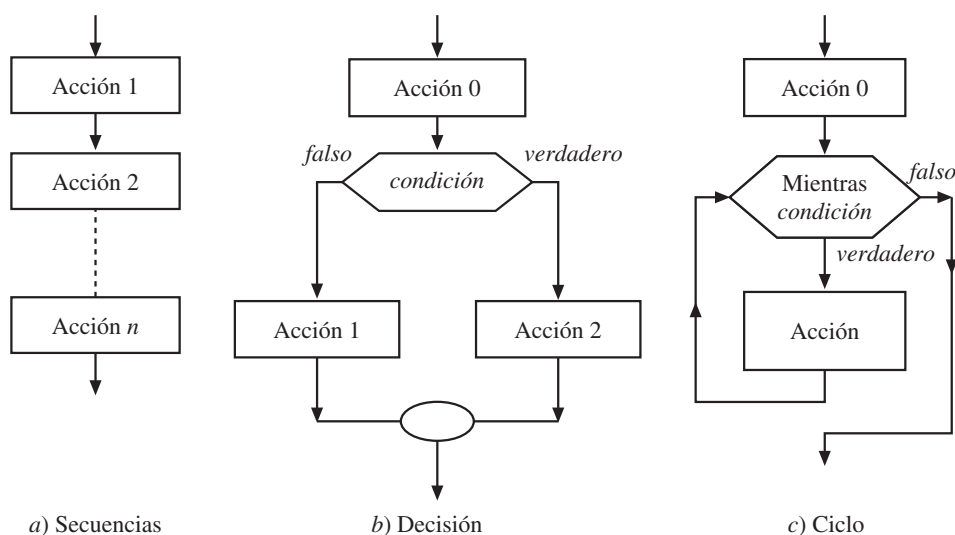 Acción 1
Acción 2
Acción n
a) Secuencias
Acción 0
falso
verdadero
condición
Acción 1
Acción 2
b) Decisión
Acción 0
Mientras
condición
falso
verdadero
Acción
c) Ciclo